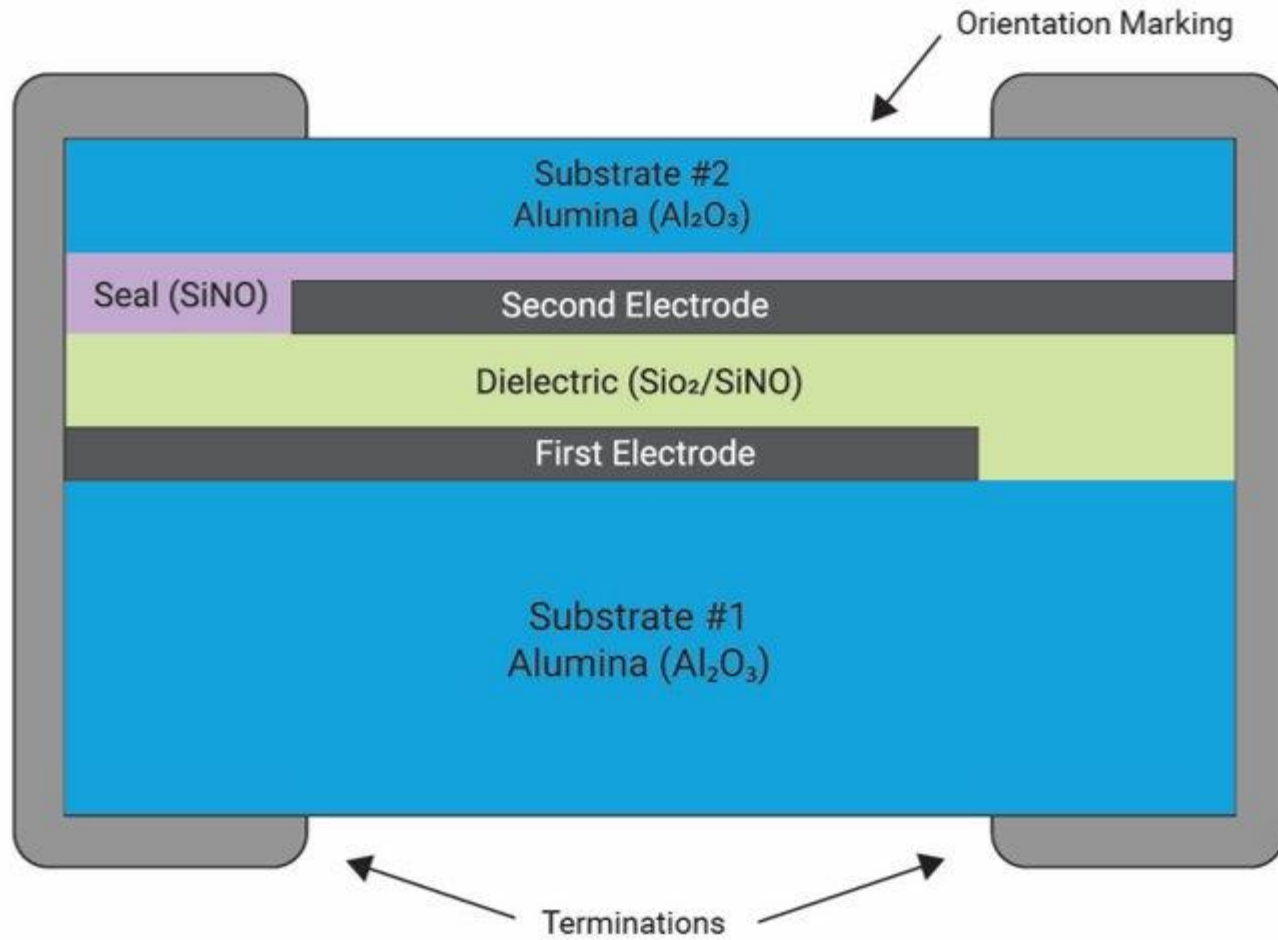 Orientation Marking
Substrate #2
Alumina (Al₂O₃)
Seal (SiNO)
Second Electrode
Dielectric (Sio₂/SiNO)
First Electrode
Substrate #1
Alumina (Al₂O₃)
Terminations